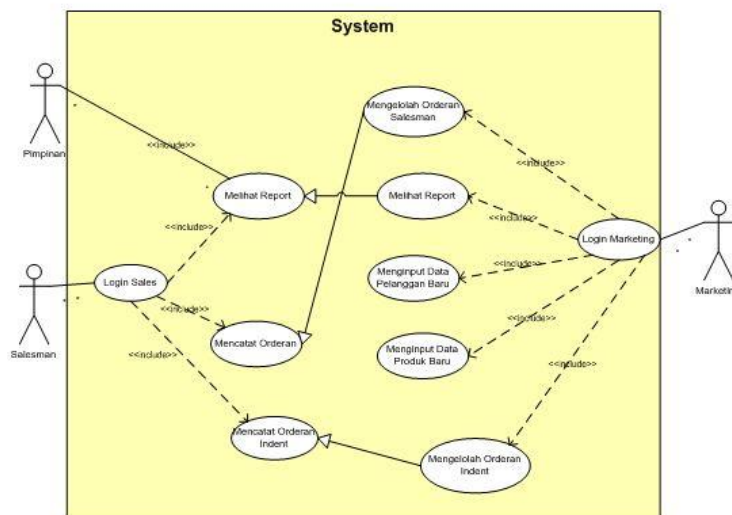 System
Pimpinan
<<include>>
Mengelolah Orderan
Salesman
<<include>>
Melihat Report
Melihat Report
<<include>>
Login Marketing
Marketing
<<include>>
Salesman
Login Sales
<<include>>
<<include>>
Mencatat Orderan
Menginput Data
Pelanggan Baru
<<include>>
Menginput Data
Produk Baru
<<include>>
<<include>>
Mencatat Orderan
Indent
Mengelolah Orderan
Indent